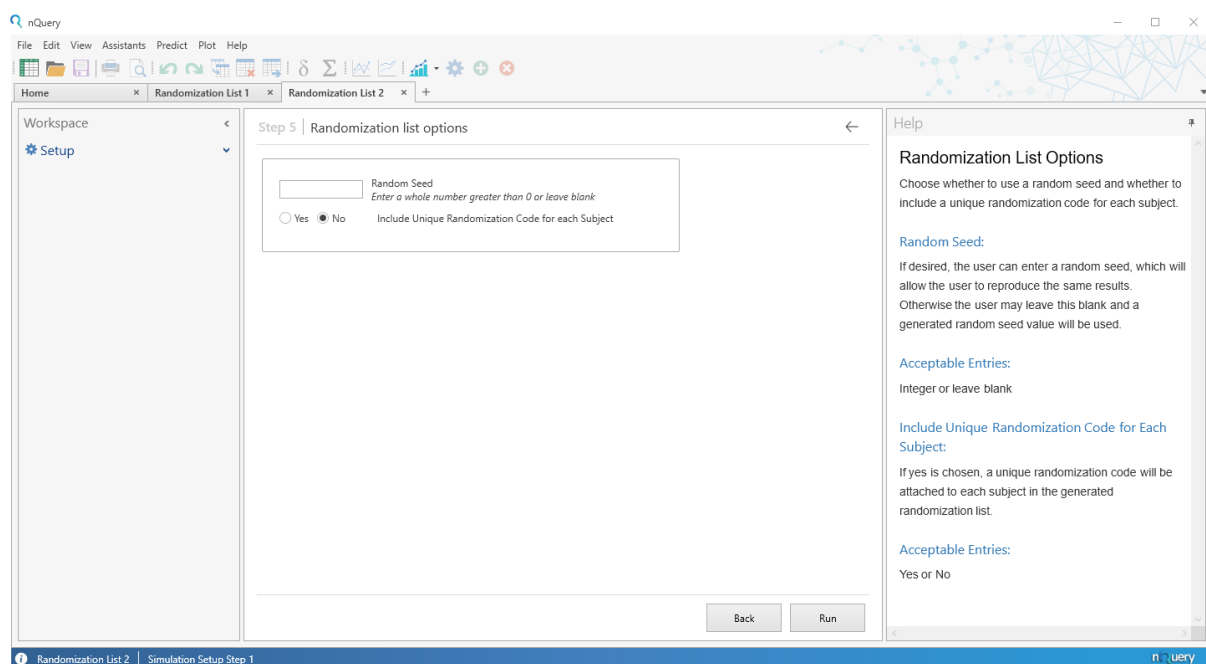 nQuery
File Edit View Assistants Predict Plot Help
Home × Randomization List 1 × Randomization List 2 × +
Workspace
Setup
Step 5 Randomization list options
Random Seed
Enter a whole number greater than 0 or leave blank
Yes No Include Unique Randomization Code for each Subject
Back Run
Help
Randomization List Options
Choose whether to use a random seed and whether to
include a unique randomization code for each subject.
Random Seed:
If desired, the user can enter a random seed, which will
allow the user to reproduce the same results.
Otherwise the user may leave this blank and a
generated random seed value will be used.
Acceptable Entries:
Integer or leave blank
Include Unique Randomization Code for Each
Subject:
If yes is chosen, a unique randomization code will be
attached to each subject in the generated
randomization list.
Acceptable Entries:
Yes or No
Randomization List 2 Simulation Setup Step 1
nQuery